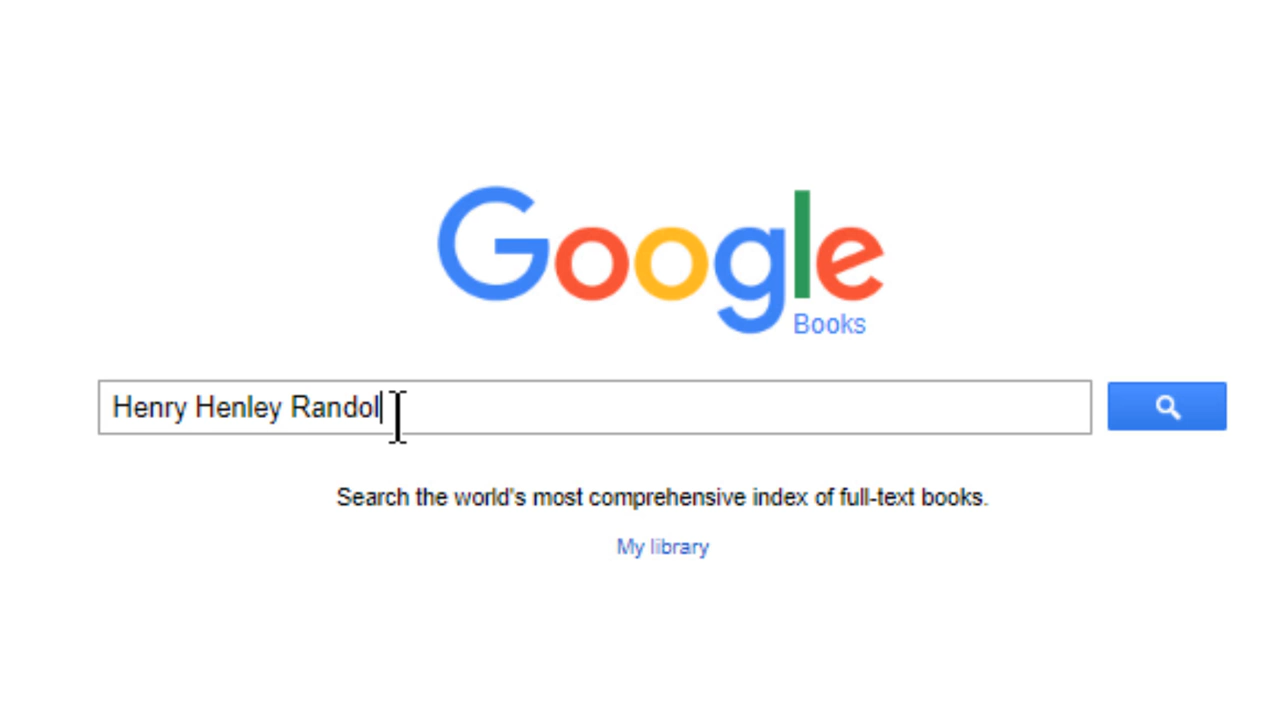 Google
Books
Henry Henley Randol
Search the world's most comprehensive index of full-text books.
My library